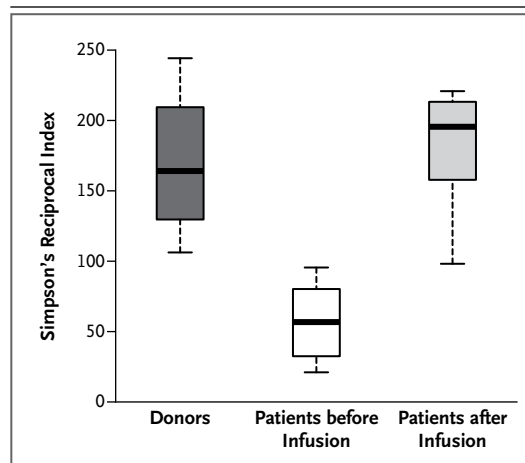 250
200
150
100
50
0
Simpson's Reciprocal Index
Donors
Patients before
Infusion
Patients after
Infusion